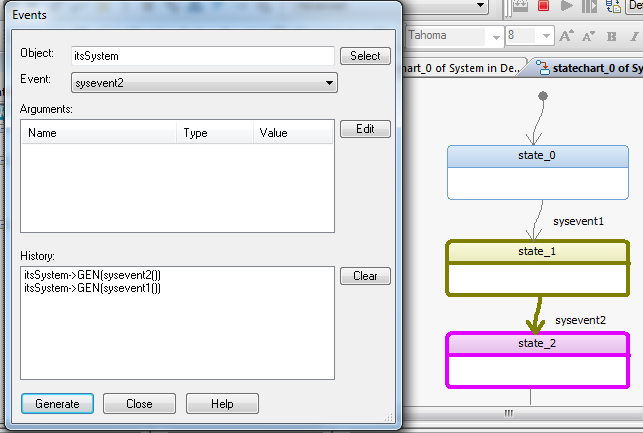 Events
Object:
itsSystem
Select
Event:
sysevent2
Arguments:
Name Type Value
Edit
History:
itsSystem->GEN(sysevent2())
itsSystem->GEN(sysevent1())
Clear
Generate Close Help
De
Tahoma 8 B I
chart_0 of System in De... statechart_0 of Sy
state_0
sysevent1
state_1
sysevent2
state_2